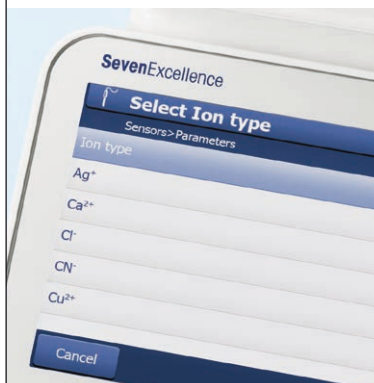 SevenExcellence
Select Ion type
Sensors>Parameters
Ion type
Ag⁺
Ca²⁺
Cl⁻
CN⁻
Cu²⁺
Cancel